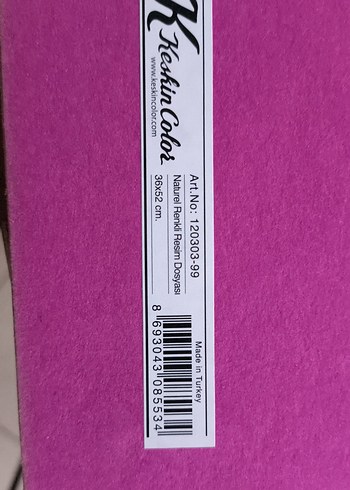 K
Keskin Color
www.keskincolor.com
Art.No: 120303-99
Naturel Renkli Resim Dosyası
36x52 cm.
Made in Turkey
8 693043 085534